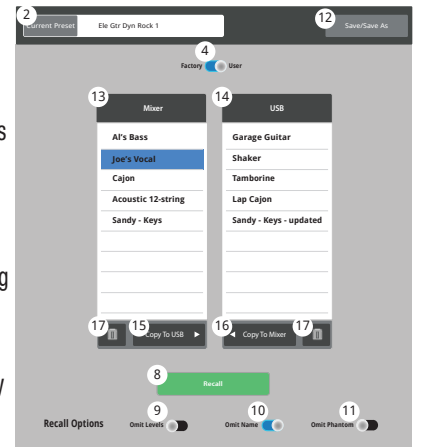 2 12
Current Preset Ele Gtr Dyn Rock 1 Save/Save As
4
Factory User
13 14
Mixer USB
Al's Bass Garage Guitar
Joe's Vocal Shaker
Cajon Tamborine
Acoustic 12-string Lap Cajon
Sandy - Keys Sandy - Keys - updated
17 15 16 17
Copy To USB Copy To Mixer
8
Recall
9 10 11
Recall Options Omit Levels Omit Name Omit Phantom
s
g